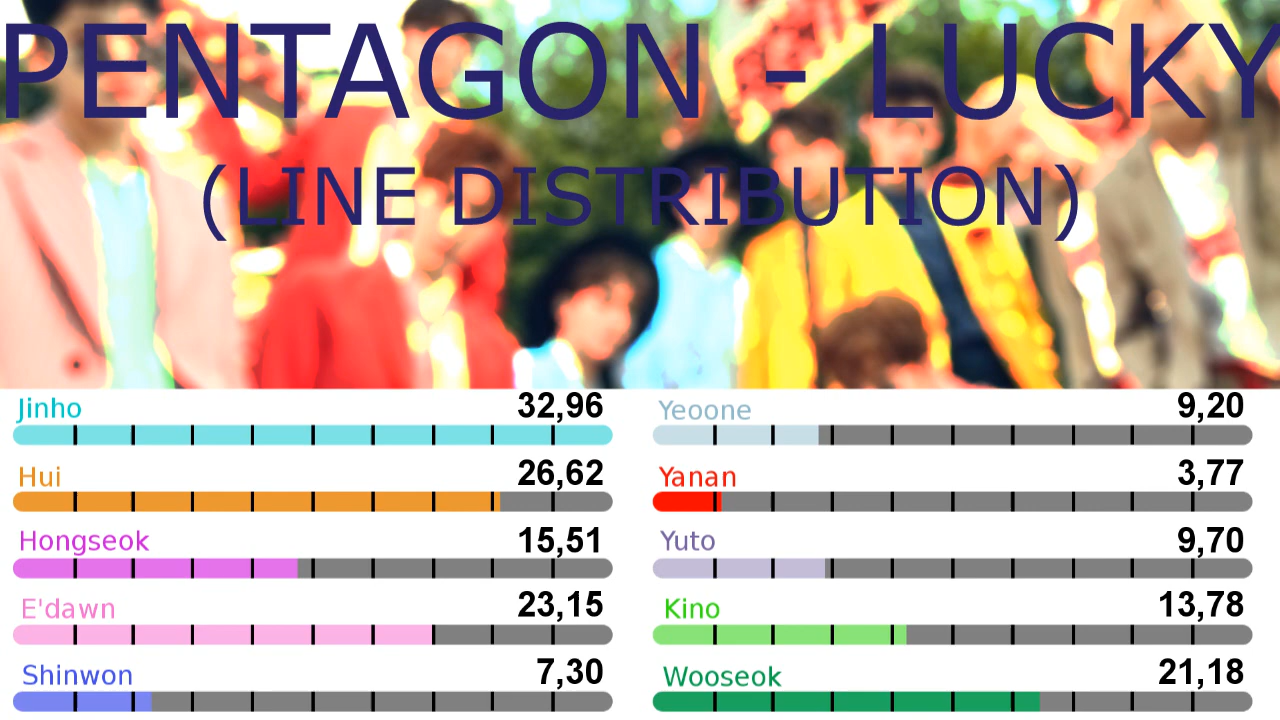 PENTAGON - LUCKY
(LINE DISTRIBUTION)
Jinho 32,96
Hui 26,62
Hongseok 15,51
E'dawn 23,15
Shinwon 7,30
Yeoone 9,20
Yanan 3,77
Yuto 9,70
Kino 13,78
Wooseok 21,18